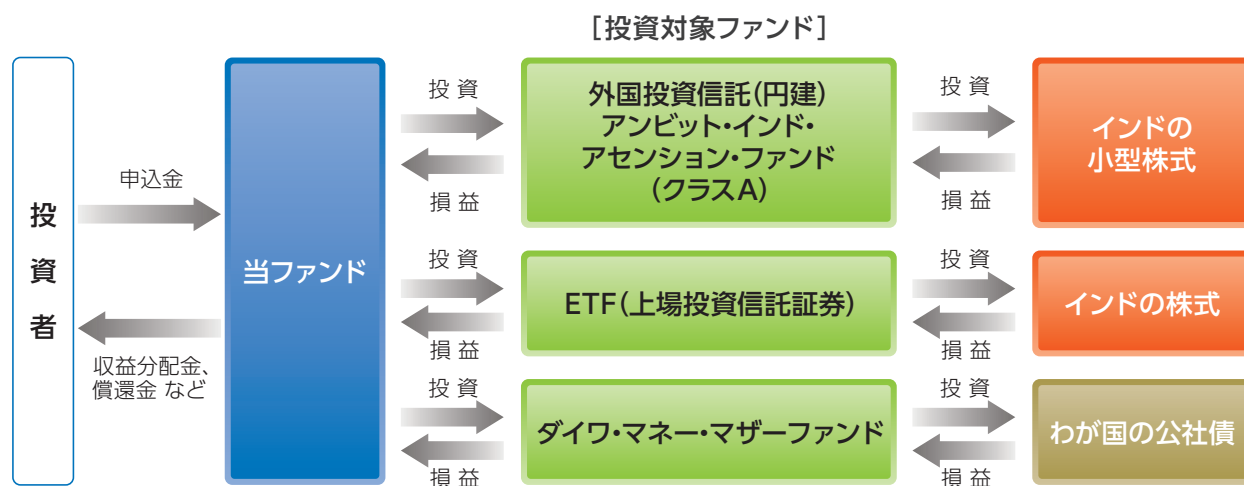 ［投資対象ファンド］
投資者
申込金
収益分配金、
償還金 など
当ファンド
投 資
損 益
外国投資信託（円建）
アンビット・インド・
アセンション・ファンド
（クラスA）
投 資
損 益
インドの
小型株式
投 資
損 益
ETF（上場投資信託証券）
投 資
損 益
インドの株式
投 資
損 益
ダイワ・マネー・マザーファンド
投 資
損 益
わが国の公社債